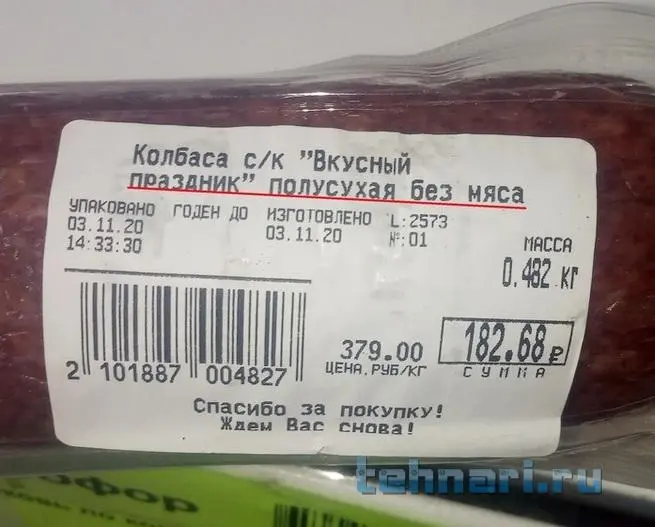 Колбаса с/к "Вкусный
праздник" полусухая без мяса
УПАКОВАНО ГОДЕН ДО ИЗГОТОВЛЕНО L:2573
03.11.20 03.11.20 №:01
14:33:30
МАССА
0.482 КГ
379.00 182.68 ₽
ЦЕНА,РУБ/КГ СУММА
2 101887 004827
Спасибо за покупку!
Ждем Вас снова!
tehnari.ru